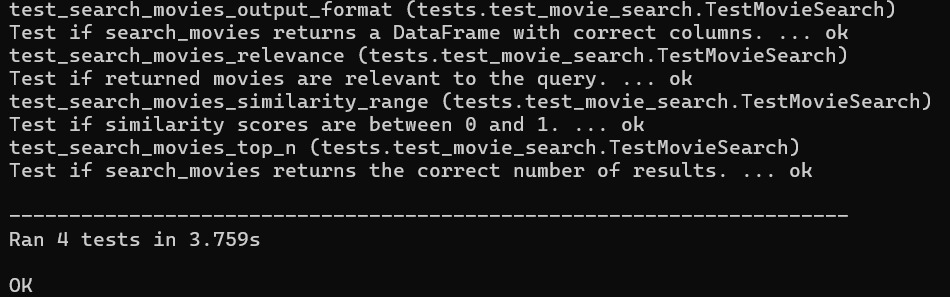 test_search_movies_output_format (tests.test_movie_search.TestMovieSearch)
Test if search_movies returns a DataFrame with correct columns. ... ok
test_search_movies_relevance (tests.test_movie_search.TestMovieSearch)
Test if returned movies are relevant to the query. ... ok
test_search_movies_similarity_range (tests.test_movie_search.TestMovieSearch)
Test if similarity scores are between 0 and 1. ... ok
test_search_movies_top_n (tests.test_movie_search.TestMovieSearch)
Test if search_movies returns the correct number of results. ... ok

----------------------------------------------------------------------
Ran 4 tests in 3.759s

OK